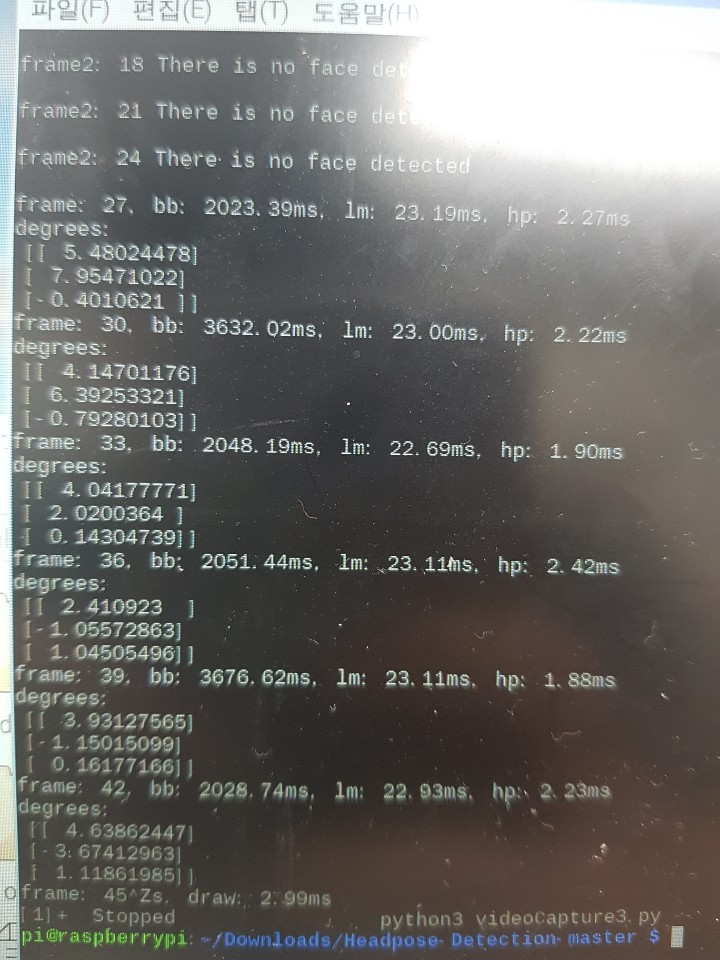 파일(F) 편집(E) 탭(T) 도움말(H)
frame2: 18 There is no face det
frame2: 21 There is no face det
frame2: 24 There is no face detected
frame: 27, bb: 2023.39ms, lm: 23.19ms, hp: 2.27ms
degrees:
[[ 5.48024478]
[ 7.95471022]
[-0.4010621 ]]
frame: 30, bb: 3632.02ms, lm: 23.00ms, hp: 2.22ms
degrees:
[[ 4.14701176]
[ 6.39253321]
[-0.79280103]]
frame: 33, bb: 2048.19ms, lm: 22.69ms, hp: 1.90ms
degrees:
[[ 4.04177771]
[ 2.0200364 ]
[ 0.14304739]]
frame: 36, bb: 2051.44ms, lm: 23.11ms, hp: 2.42ms
degrees:
[[ 2.410923  ]
[-1.05572863]
[ 1.04505496]]
frame: 39, bb: 3676.62ms, lm: 23.11ms, hp: 1.88ms
degrees:
[[ 3.93127565]
[-1.15015099]
[ 0.16177166]]
frame: 42, bb: 2028.74ms, lm: 22.93ms, hp: 2.23ms
degrees:
[[ 4.63862447]
[-3.67412963]
[ 1.11861985]]
frame: 45^Zs, draw: 2.99ms
[1]+ Stopped python3 videoCapture3.py
pi@raspberrypi:~/Downloads/Headpose-Detection-master $